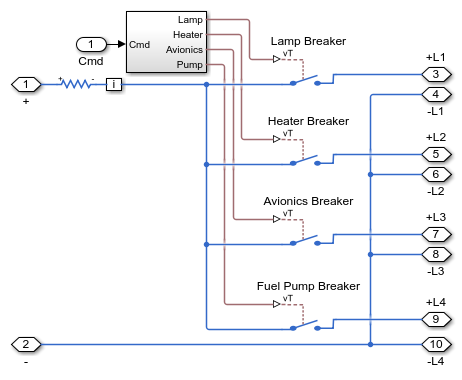 Lamp
Heater
Avionics
Pump
Cmd
1
Cmd
Lamp Breaker
vT
+L1
3
4
-L1
1
+
+
-
i
Heater Breaker
vT
+L2
5
6
-L2
Avionics Breaker
vT
+L3
7
8
-L3
Fuel Pump Breaker
vT
+L4
9
2
-
10
-L4